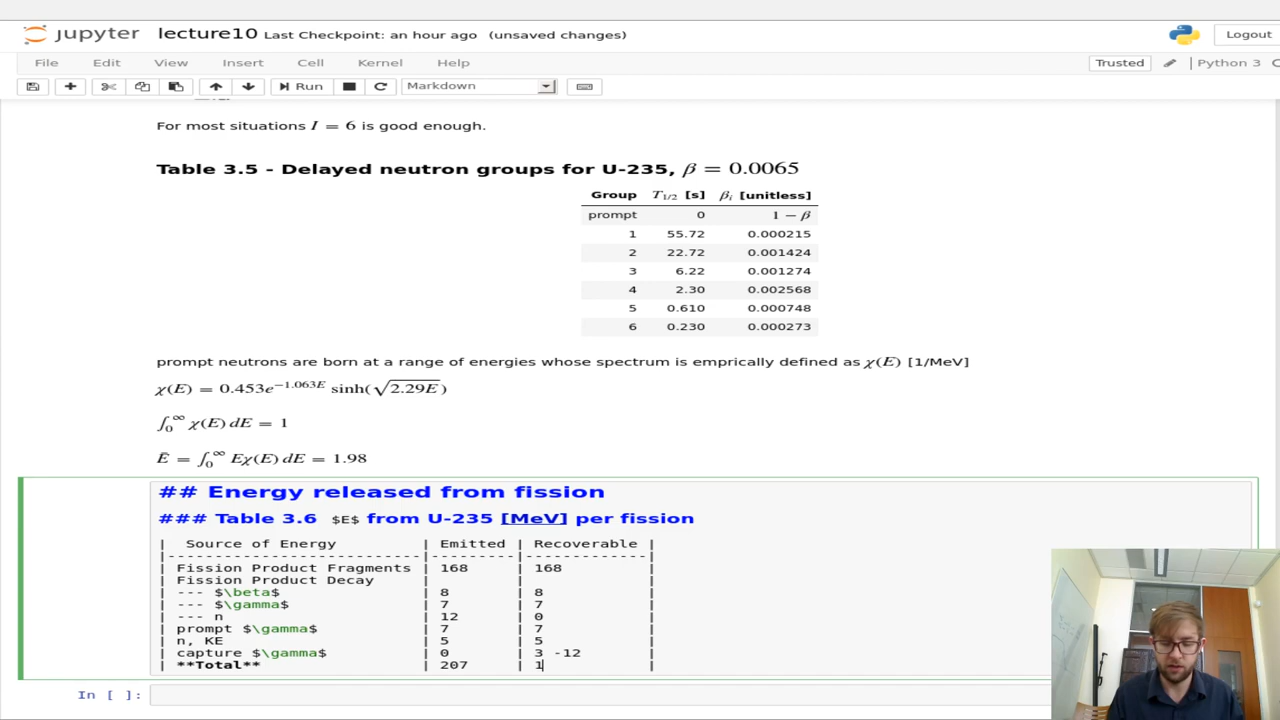 jupyter lecture10 Last Checkpoint: an hour ago (unsaved changes) Logout
File Edit View Insert Cell Kernel Help Trusted Python 3
Run Markdown
For most situations I = 6 is good enough.
Table 3.5 - Delayed neutron groups for U-235, β = 0.0065
Group T1/2 [s] βi [unitless]
prompt 0 1 − β
1 55.72 0.000215
2 22.72 0.001424
3 6.22 0.001274
4 2.30 0.002568
5 0.610 0.000748
6 0.230 0.000273
prompt neutrons are born at a range of energies whose spectrum is emprically defined as χ(E) [1/MeV]
χ(E) = 0.453e^−1.063E sinh(√2.29E)
∫0^∞ χ(E) dE = 1
Ē = ∫0^∞ Eχ(E) dE = 1.98
## Energy released from fission
### Table 3.6 $E$ from U-235 [MeV] per fission
| Source of Energy | Emitted | Recoverable |
|---------------------------|---------|-------------|
| Fission Product Fragments | 168 | 168 |
| Fission Product Decay | | |
| --- $\beta$ | 8 | 8 |
| --- $\gamma$ | 7 | 7 |
| --- n | 12 | 0 |
| prompt $\gamma$ | 7 | 7 |
| n, KE | 5 | 5 |
| capture $\gamma$ | 0 | 3 -12 |
| **Total** | 207 | 1 |
In [ ]: